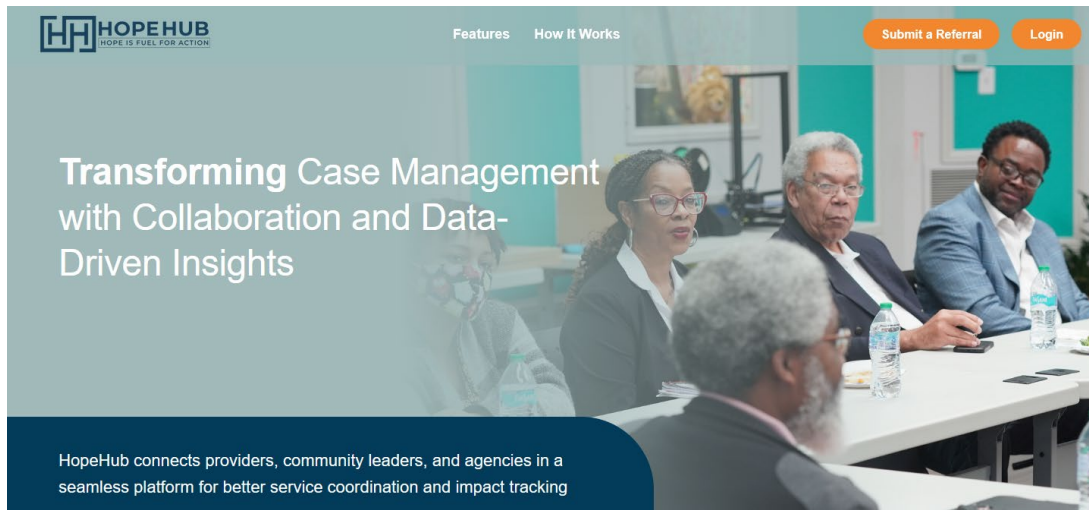 HOPEHUB
HOPE IS FUEL FOR ACTION
Features How It Works
Submit a Referral Login
Transforming Case Management
with Collaboration and Data-
Driven Insights
HopeHub connects providers, community leaders, and agencies in a
seamless platform for better service coordination and impact tracking